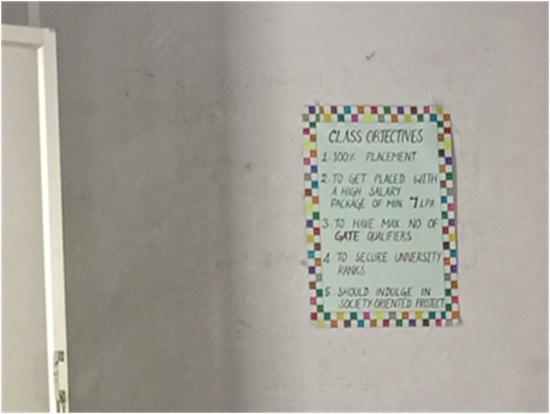 CLASS OBJECTIVES
1. 100% PLACEMENT
2. TO GET PLACED WITH
A HIGH SALARY
PACKAGE OF MIN 7 LPA
3. TO HAVE MAX. NO OF
GATE QUALIFIERS
4. TO SECURE UNIVERSITY
RANKS
5. SHOULD INDULGE IN
SOCIETY ORIENTED PROJECT